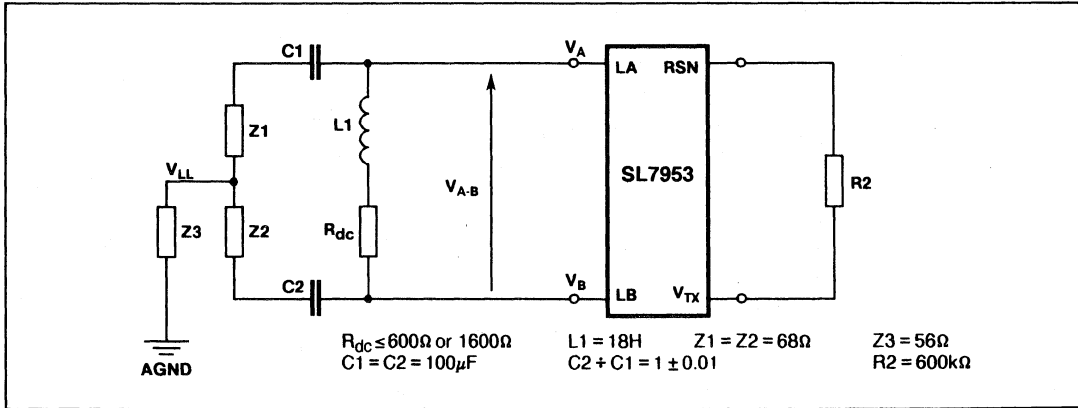 C1
V_A
LA
RSN
Z1
L1
V_LL
V_A-B
SL7953
R2
Z3
Z2
R_dc
C2
V_B
LB
V_TX
AGND
R_dc ≤ 600Ω or 1600Ω
L1 = 18H
Z1 = Z2 = 68Ω
Z3 = 56Ω
C1 = C2 = 100μF
C2 ÷ C1 = 1 ± 0.01
R2 = 600kΩ